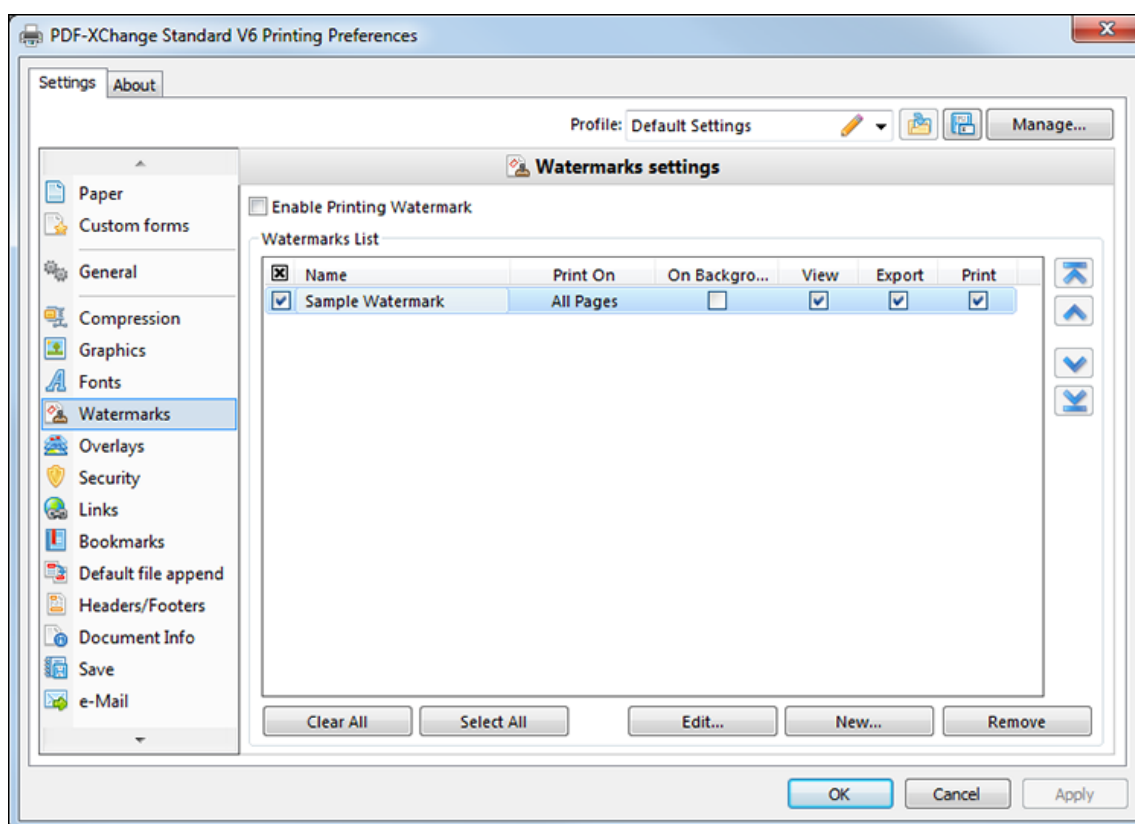 PDF-XChange Standard V6 Printing Preferences
Settings About
Profile: Default Settings Manage...
Watermarks settings
Paper
Custom forms
General
Compression
Graphics
Fonts
Watermarks
Overlays
Security
Links
Bookmarks
Default file append
Headers/Footers
Document Info
Save
e-Mail
Enable Printing Watermark
Watermarks List
Name Print On On Backgro... View Export Print
Sample Watermark All Pages
Clear All Select All Edit... New... Remove
OK Cancel Apply